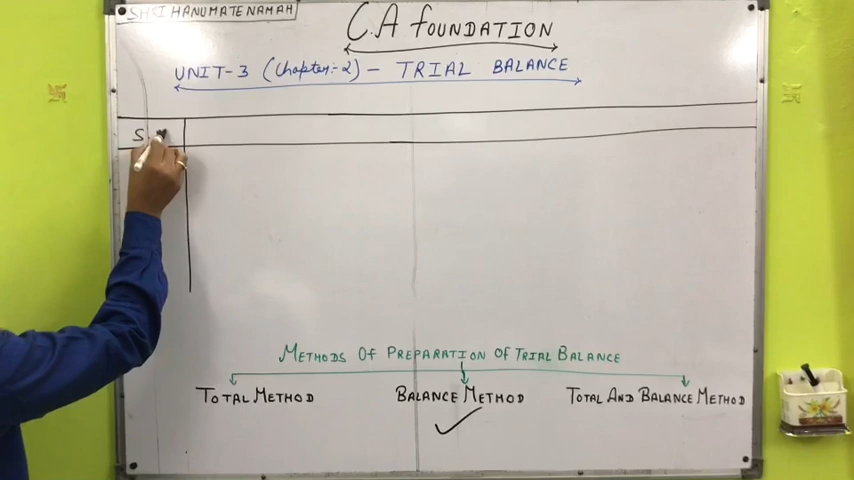 SHRI HANUMATE NAMAH
C.A FOUNDATION
UNIT-3 (Chapter:-2) - TRIAL BALANCE
S
METHODS OF PREPARATION OF TRIAL BALANCE
TOTAL METHOD BALANCE METHOD TOTAL AND BALANCE METHOD